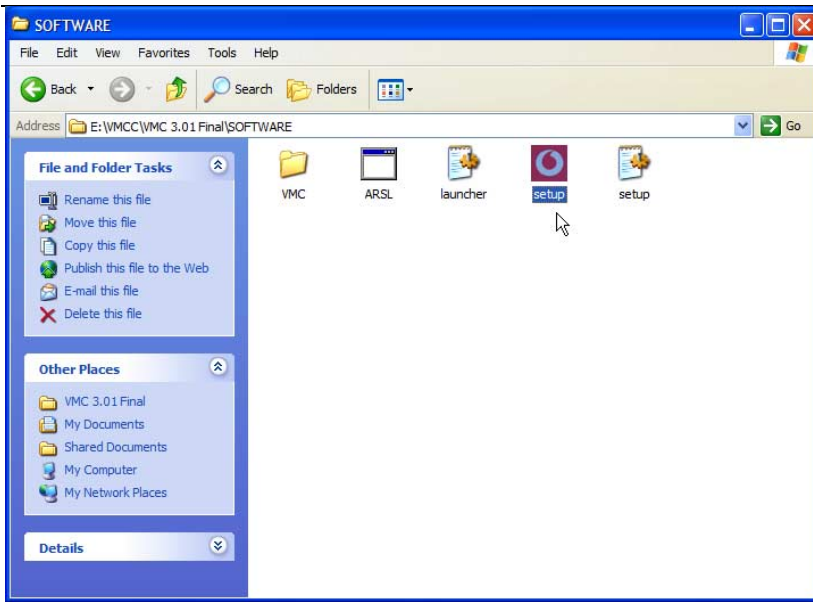 SOFTWARE
File Edit View Favorites Tools Help
Back Search Folders
Address E:\VMCC\VMC 3.01 Final\SOFTWARE Go
File and Folder Tasks
Rename this file
Move this file
Copy this file
Publish this file to the Web
E-mail this file
Delete this file
Other Places
VMC 3.01 Final
My Documents
Shared Documents
My Computer
My Network Places
Details
VMC ARSL launcher setup setup